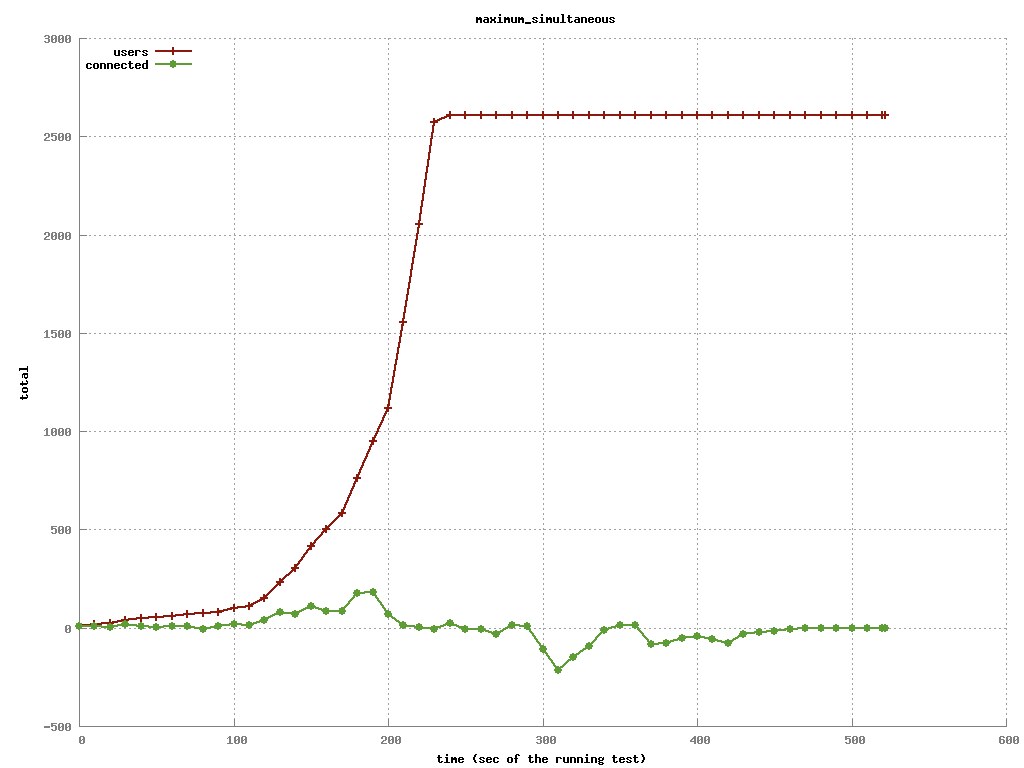 maximum_simultaneous
3000
users
connected
2500
2000
1500
total
1000
500
0
-500
0 100 200 300 400 500 600
time (sec of the running test)